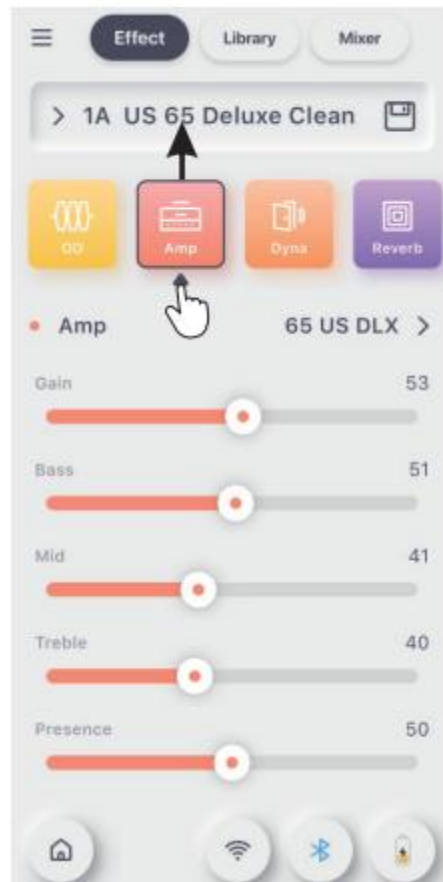 Effect Library Mixer
1A US 65 Deluxe Clean
OD Amp Dyna Reverb
Amp 65 US DLX >
Gain 53
Bass 51
Mid 41
Treble 40
Presence 50